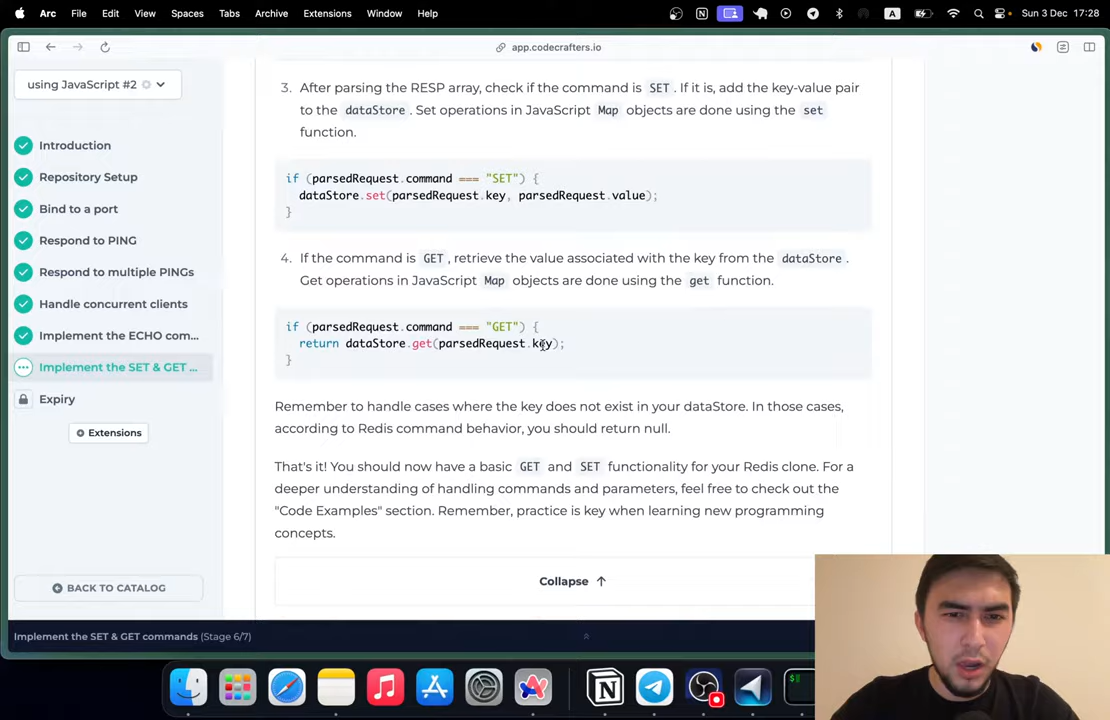 Arc File Edit View Spaces Tabs Archive Extensions Window Help A Sun 3 Dec 17:28
app.codecrafters.io
using JavaScript #2
Introduction
Repository Setup
Bind to a port
Respond to PING
Respond to multiple PINGs
Handle concurrent clients
Implement the ECHO com...
Implement the SET & GET ...
Expiry
Extensions
BACK TO CATALOG
3. After parsing the RESP array, check if the command is SET. If it is, add the key-value pair
to the dataStore. Set operations in JavaScript Map objects are done using the set
function.
if (parsedRequest.command === "SET") {
dataStore.set(parsedRequest.key, parsedRequest.value);
}
4. If the command is GET, retrieve the value associated with the key from the dataStore.
Get operations in JavaScript Map objects are done using the get function.
if (parsedRequest.command === "GET") {
return dataStore.get(parsedRequest.key);
}
Remember to handle cases where the key does not exist in your dataStore. In those cases,
according to Redis command behavior, you should return null.
That's it! You should now have a basic GET and SET functionality for your Redis clone. For a
deeper understanding of handling commands and parameters, feel free to check out the
"Code Examples" section. Remember, practice is key when learning new programming
concepts.
Collapse ↑
Implement the SET & GET commands (Stage 6/7)